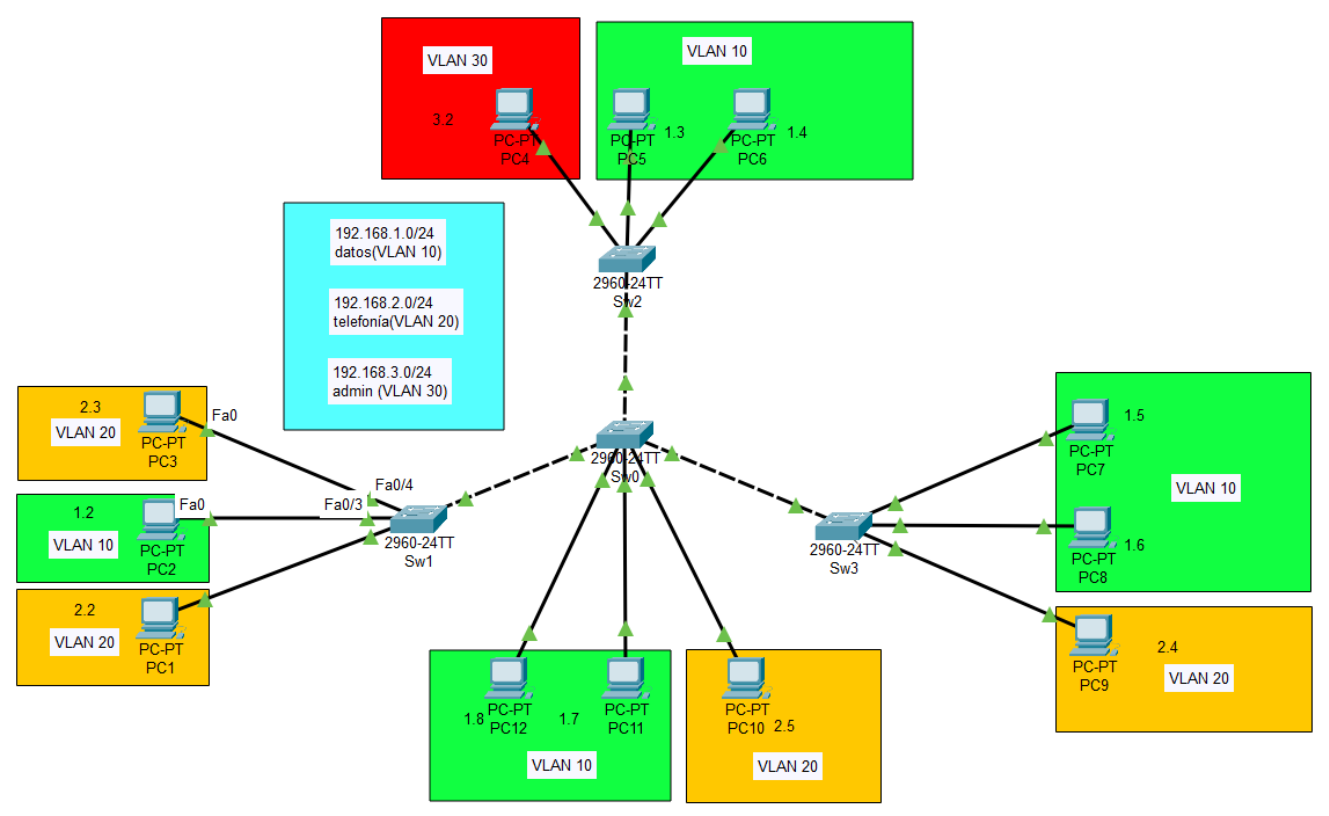 VLAN 30
3.2
PC-PT
PC4
VLAN 10
PC-PT
PC5
1.3
PC-PT
PC6
1.4
192.168.1.0/24
datos(VLAN 10)
192.168.2.0/24
telefonía(VLAN 20)
192.168.3.0/24
admin (VLAN 30)
2960-24TT
Sw2
2.3
VLAN 20
PC-PT
PC3
Fa0
Fa0/4
1.2
VLAN 10
PC-PT
PC2
Fa0
Fa0/3
2960-24TT
Sw1
2.2
VLAN 20
PC-PT
PC1
2960-24TT
Sw0
2960-24TT
Sw3
PC-PT
PC7
1.5
VLAN 10
PC-PT
PC8
1.6
PC-PT
PC9
2.4
VLAN 20
1.8
PC-PT
PC12
1.7
PC-PT
PC11
VLAN 10
PC-PT
PC10
2.5
VLAN 20